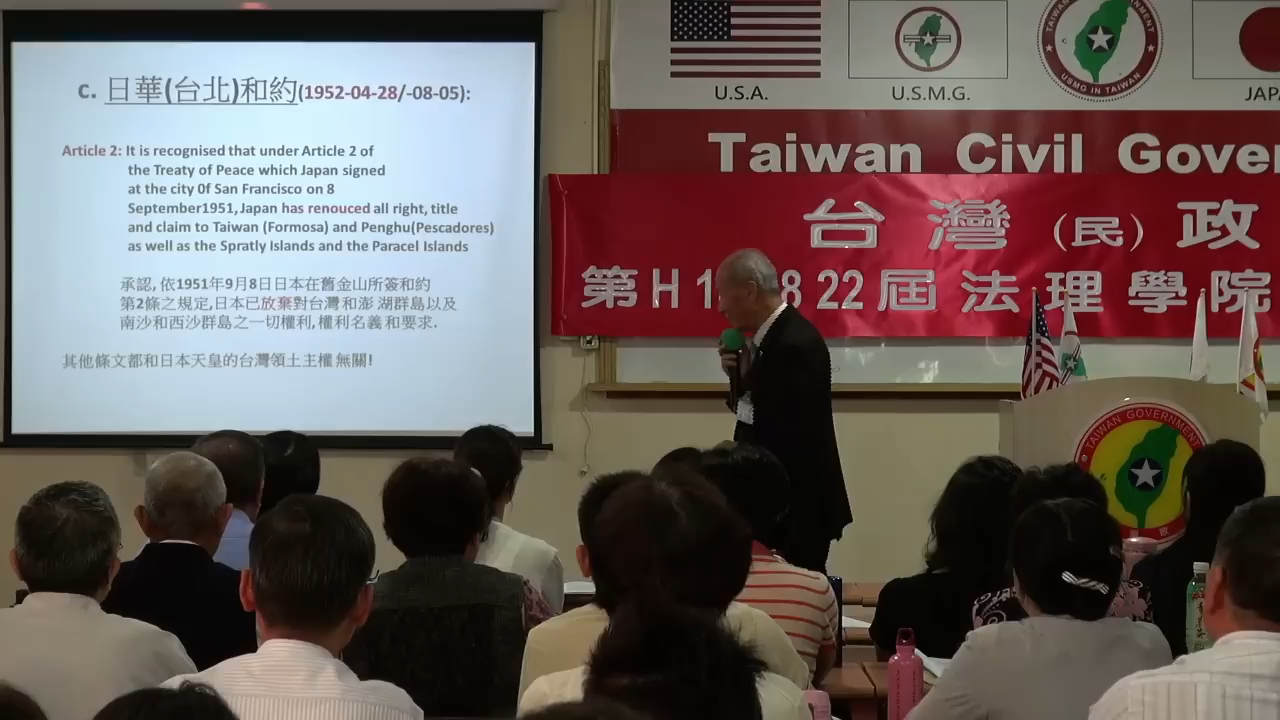 c. 日華(台北)和約(1952-04-28/-08-05):
Article 2: It is recognised that under Article 2 of
the Treaty of Peace which Japan signed
at the city 0f San Francisco on 8
September1951, Japan has renouced all right, title
and claim to Taiwan (Formosa) and Penghu(Pescadores)
as well as the Spratly Islands and the Paracel Islands
承認, 依1951年9月8日日本在舊金山所簽和約
第2條之規定,日本已放棄對台灣和澎湖群島以及
南沙和西沙群島之一切權利,權利名義和要求.
其他條文都和日本天皇的台灣領土主權無關!
U.S.A.
U.S.M.G.
USMG IN TAIWAN
JAP
Taiwan Civil Gover
台灣(民)政
第H1 8 22屆法理學院
TAIWAN GOVERNMENT